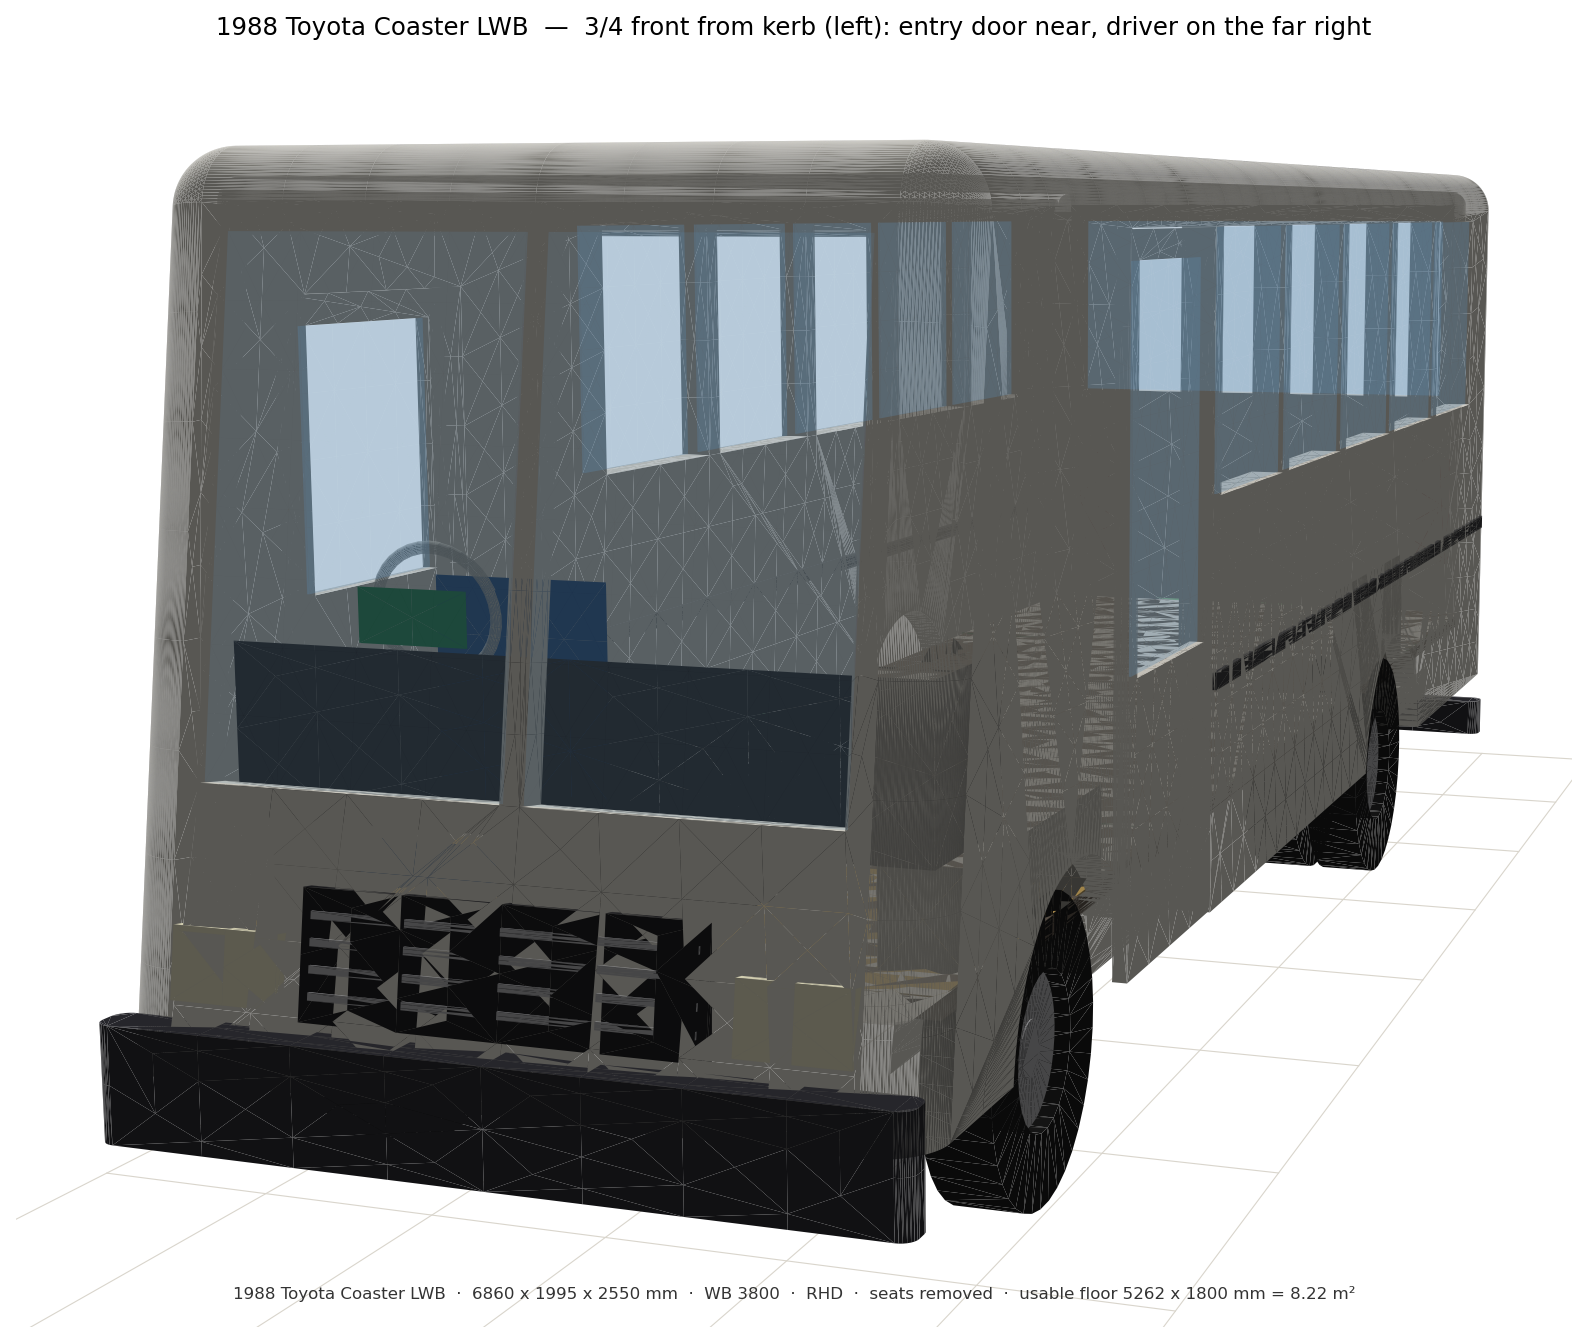 1988 Toyota Coaster LWB  —  3/4 front from kerb (left): entry door near, driver on the far right
1988 Toyota Coaster LWB  ·  6860 x 1995 x 2550 mm  ·  WB 3800  ·  RHD  ·  seats removed  ·  usable floor 5262 x 1800 mm = 8.22 m²